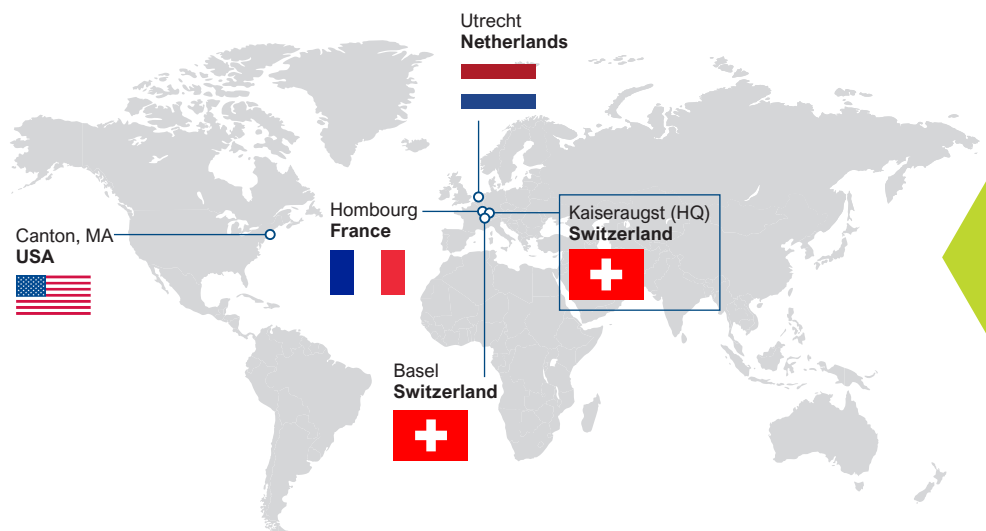 Utrecht
Netherlands
Hombourg
France
Kaiseraugst (HQ)
Switzerland
Canton, MA
USA
Basel
Switzerland